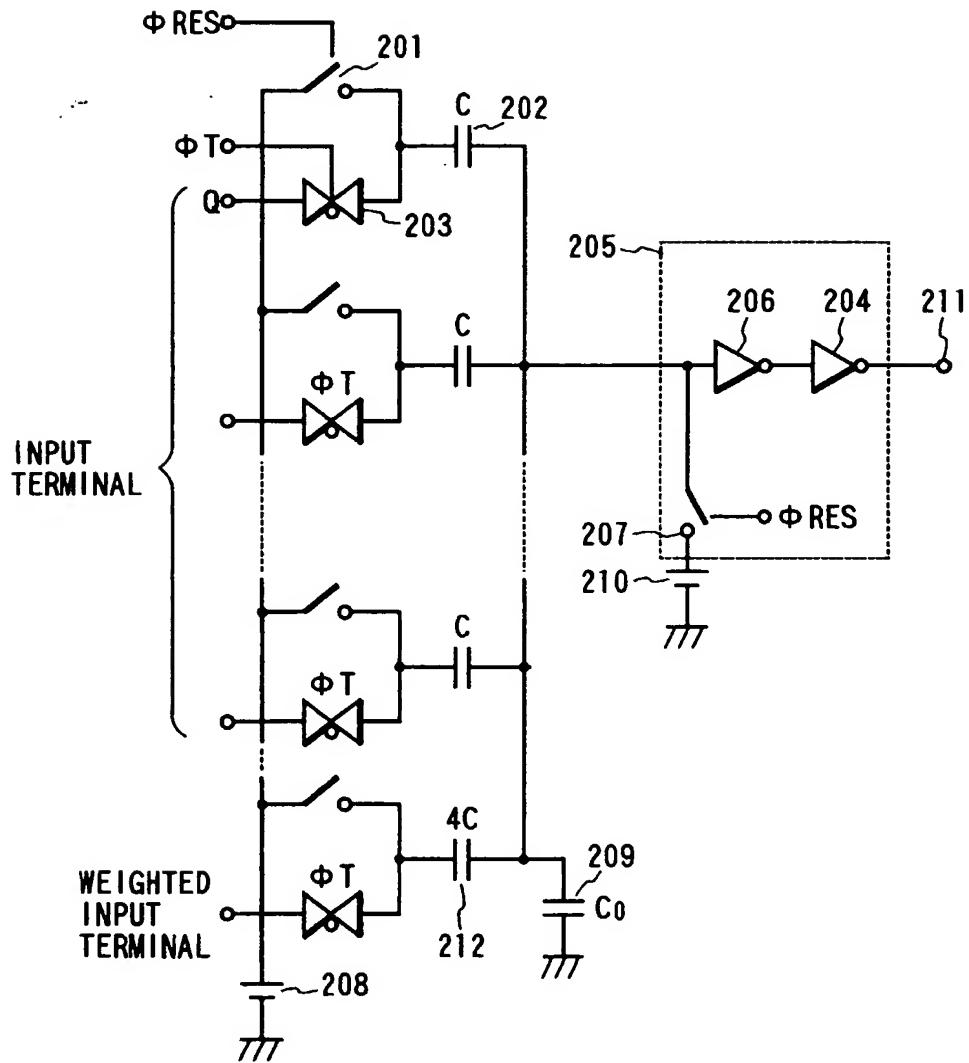 ΦRES
201
C
202
ΦT
Q
203
205
206
204
211
C
ΦT
INPUT
TERMINAL
207
ΦRES
210
C
ΦT
4C
209
C0
ΦT
WEIGHTED
INPUT
TERMINAL
212
208